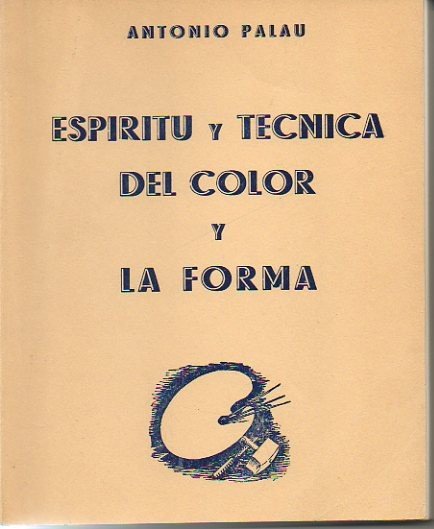 ANTONIO PALAU
ESPIRITU Y TECNICA
DEL COLOR
Y
LA FORMA